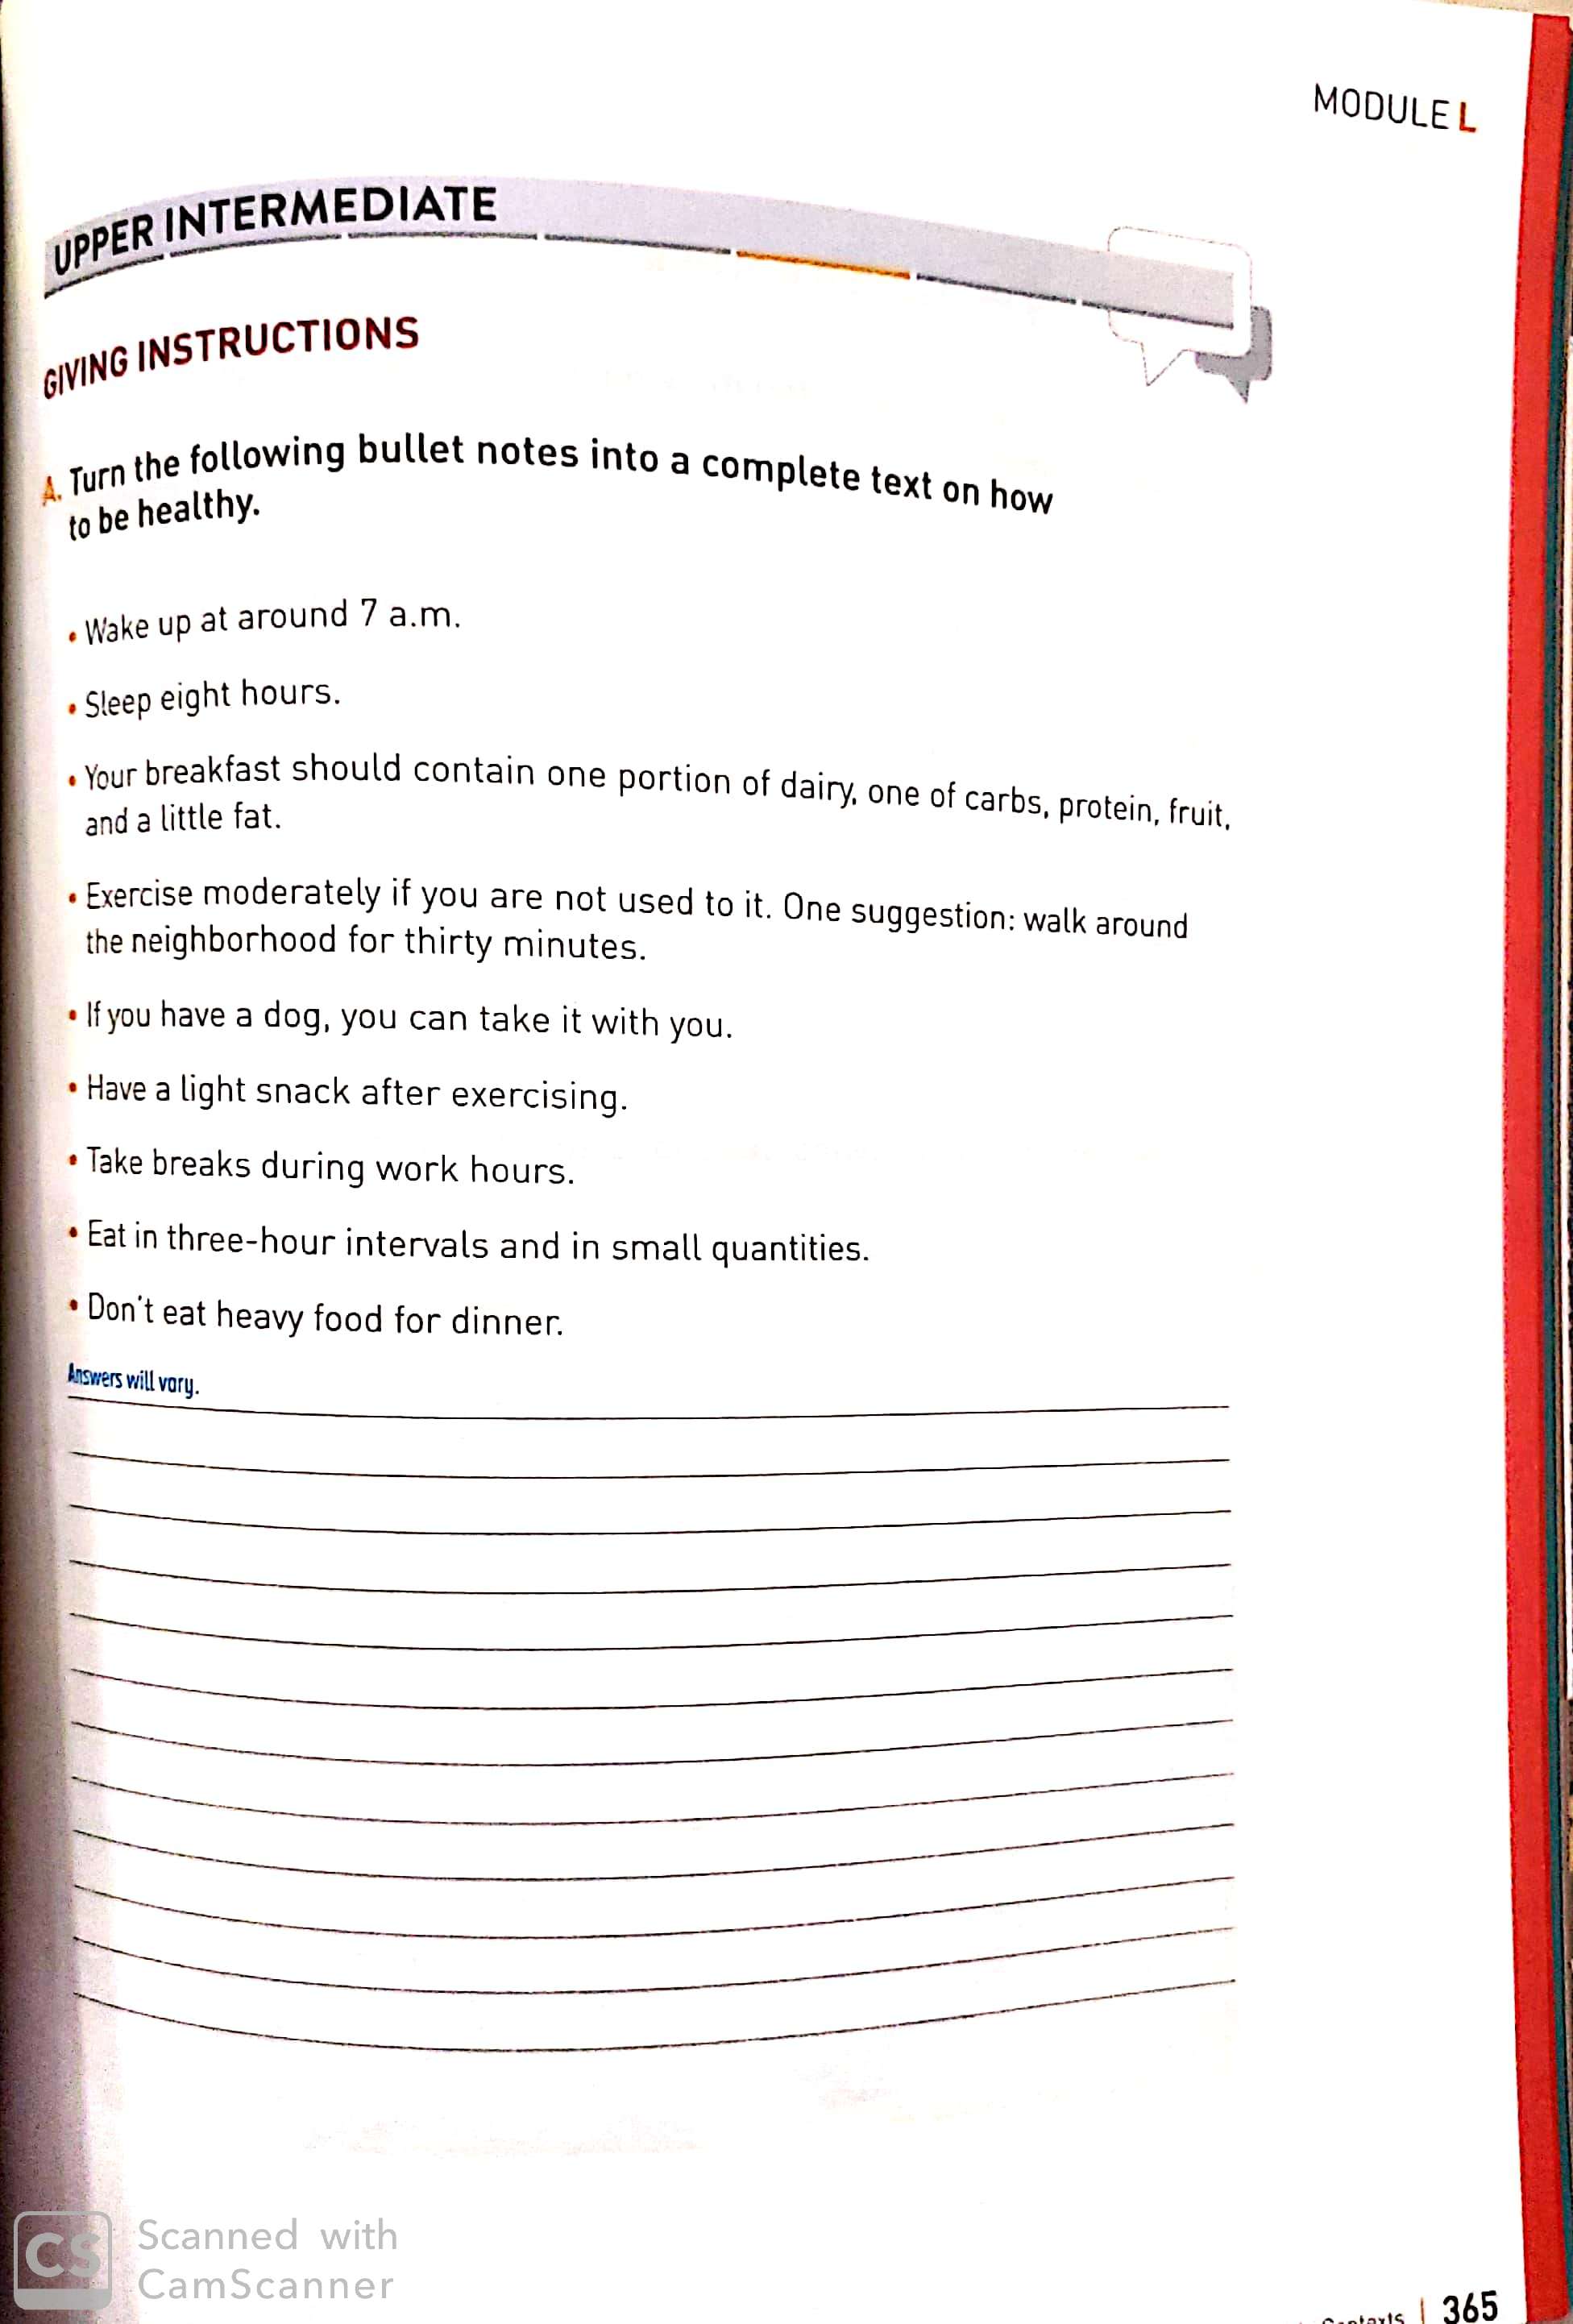 MODULE L
UPPER INTERMEDIATE
GIVING INSTRUCTIONS
A. Turn the following bullet notes into a complete text on how
to be healthy.
• Wake up at around 7 a.m.
• Sleep eight hours.
• Your breakfast should contain one portion of dairy, one of carbs, protein, fruit,
and a little fat.
• Exercise moderately if you are not used to it. One suggestion: walk around
the neighborhood for thirty minutes.
• If you have a dog, you can take it with you.
• Have a light snack after exercising.
• Take breaks during work hours.
• Eat in three-hour intervals and in small quantities.
• Don't eat heavy food for dinner.
Answers will vary.
CS Scanned with
CamScanner
365